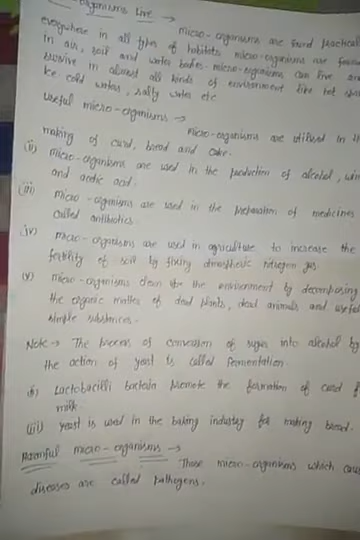 organisms Live →
micro-organisms are found practically
everywhere in all types of habitats micro-organisms are found
in air, soil and water bodies. micro-organisms can live and
survive in almost all kinds of environment like hot
ice cold waters, salty water etc
Useful micro-organisms →
micro-organisms are utilised in th
making of curd, bread and cake.
(ii) micro-organisms are used in the production of alcohol, win
and acetic acid.
(iii) micro-organisms are used in the preparation of medicines
called antibiotics.
(iv) micro-organisms are used in agriculture to increase the
fertility of soil by fixing atmospheric nitrogen gas.
(v) micro-organisms clean the environment by decomposing
the organic matter of dead plants, dead animals and useful
simple substances.
Note → The process of conversion of sugar into alcohol by
the action of yeast is called fermentation.
Lactobacilli bacteria promote the formation of curd f
milk.
(iii) yeast is used in the baking industry for making bread.
Harmful micro-organisms →
Those micro-organisms which cau
diseases are called pathogens.